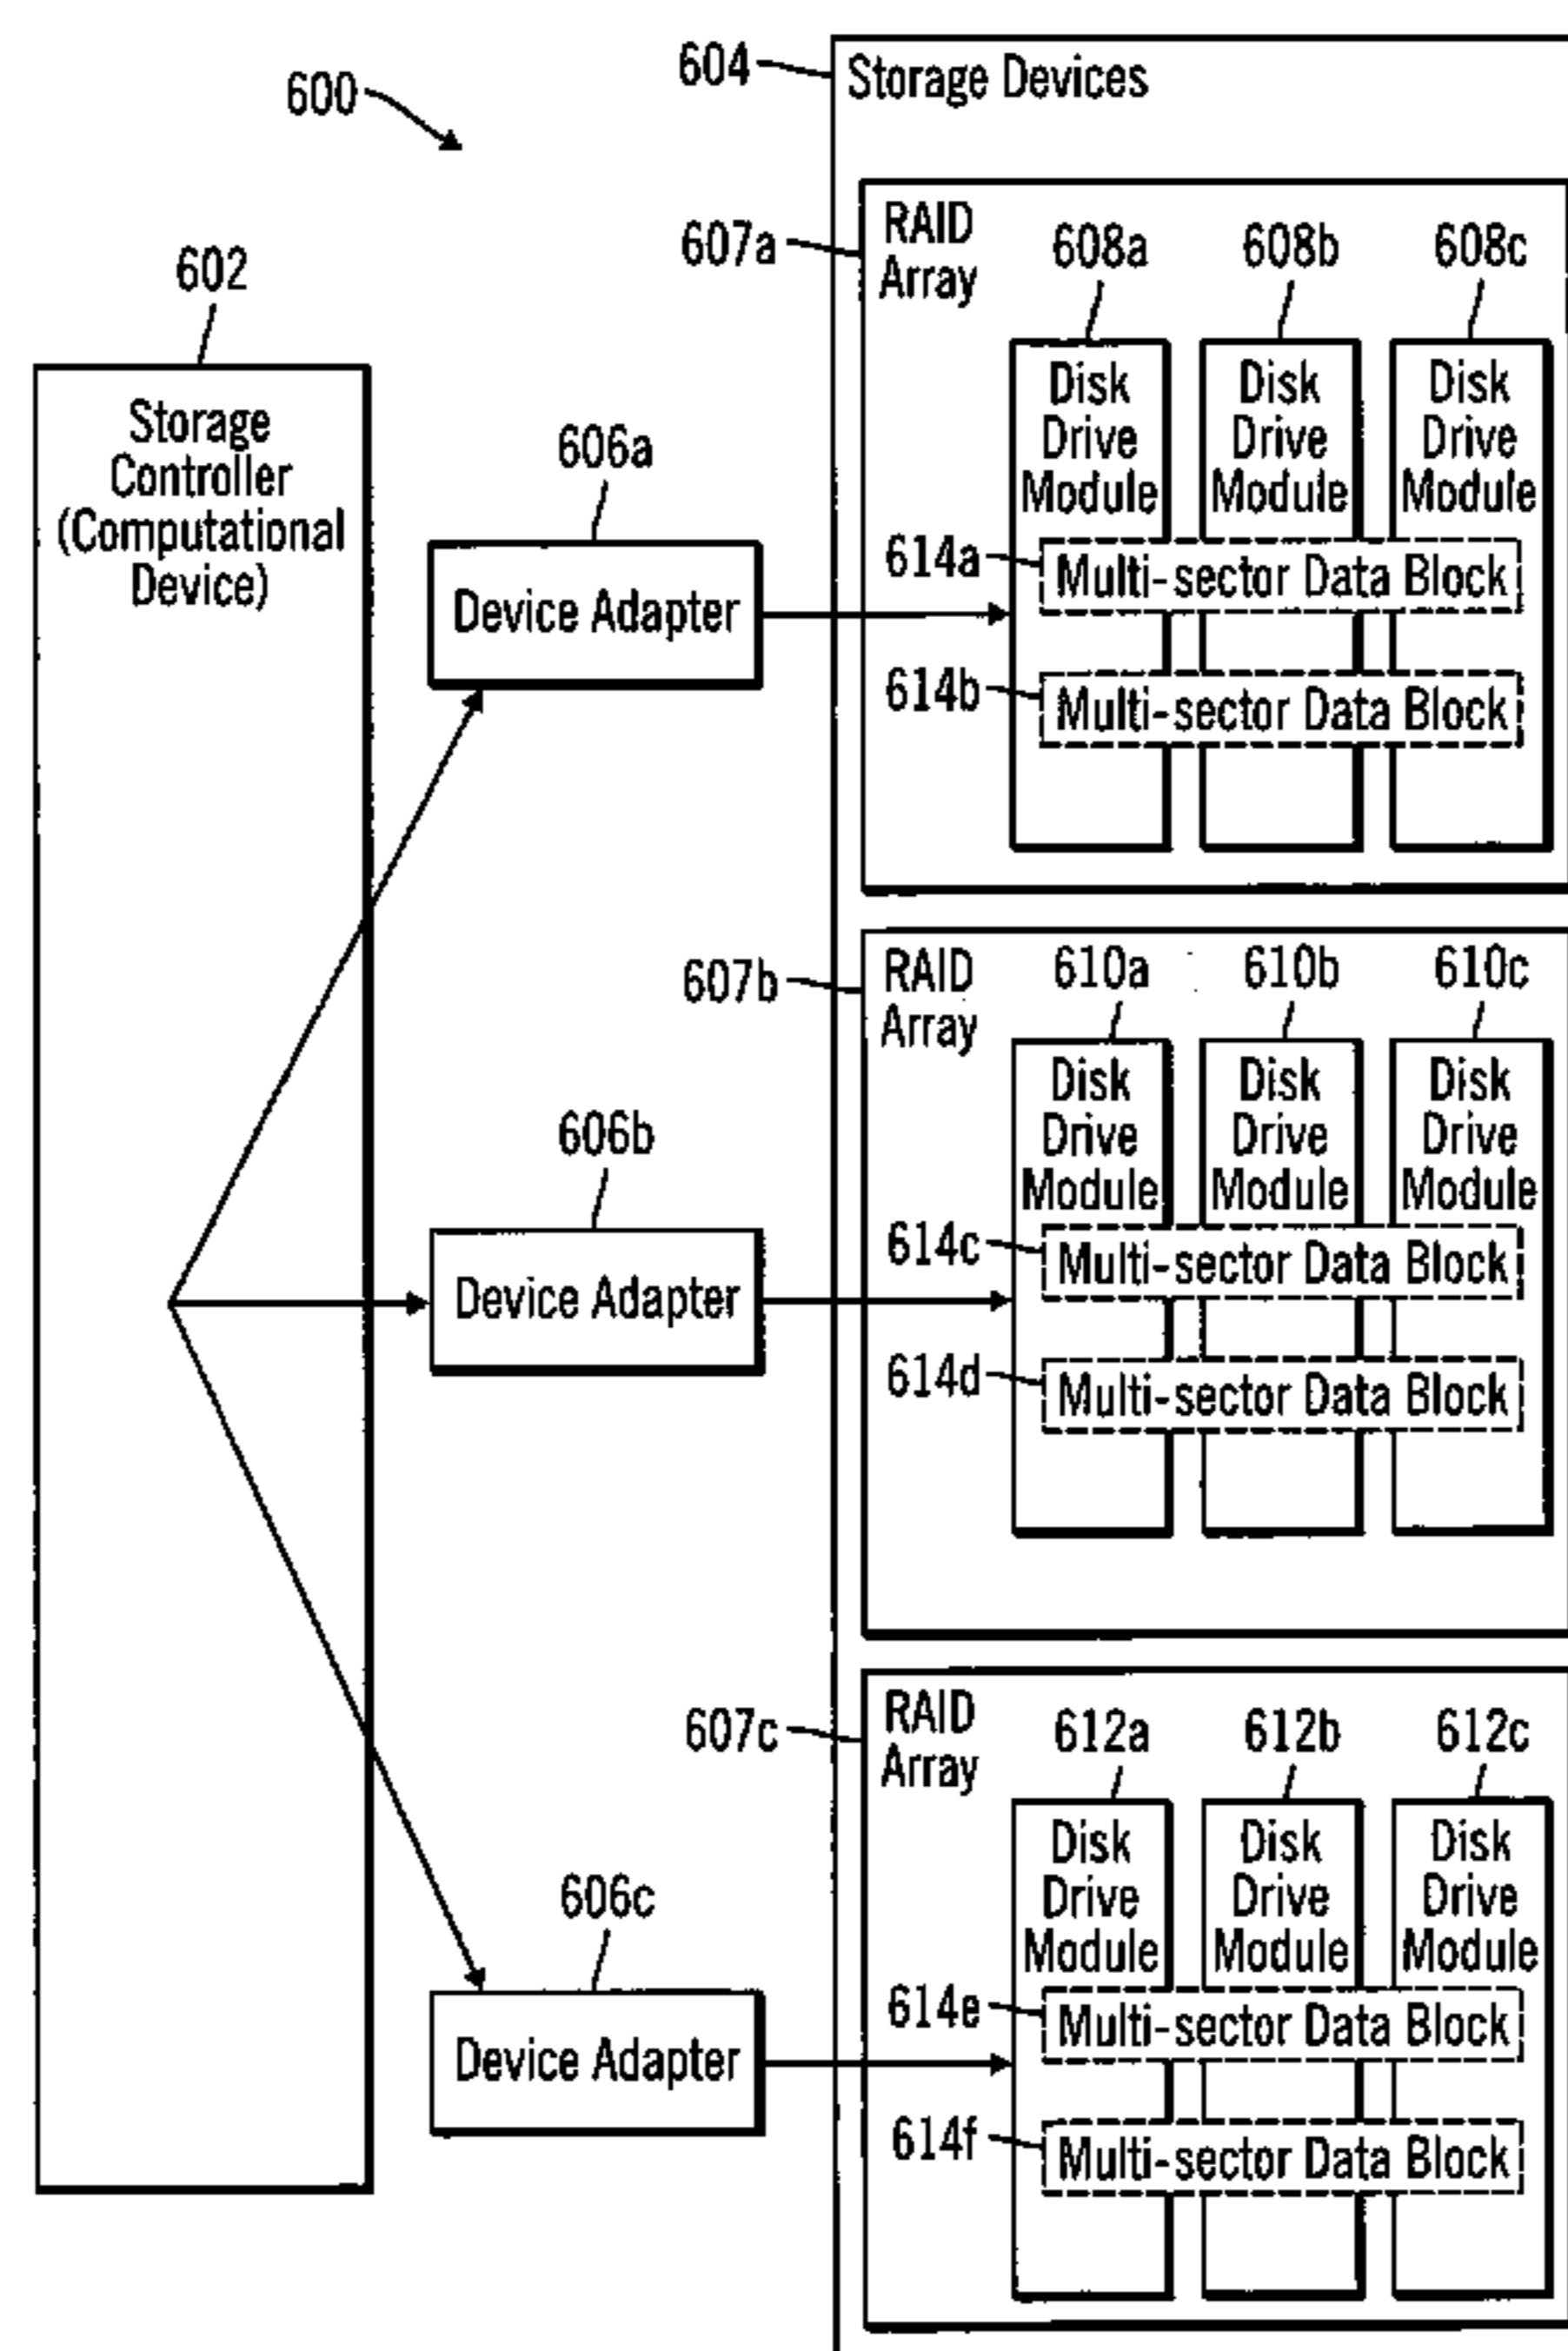 600
604
Storage Devices
602
Storage
Controller
(Computational
Device)
606a
Device Adapter
606b
Device Adapter
606c
Device Adapter
607a
RAID
Array
608a
608b
608c
Disk
Drive
Module
Disk
Drive
Module
Disk
Drive
Module
614a
Multi-sector Data Block
614b
Multi-sector Data Block
607b
RAID
Array
610a
610b
610c
Disk
Drive
Module
Disk
Drive
Module
Disk
Drive
Module
614c
Multi-sector Data Block
614d
Multi-sector Data Block
607c
RAID
Array
612a
612b
612c
Disk
Drive
Module
Disk
Drive
Module
Disk
Drive
Module
614e
Multi-sector Data Block
614f
Multi-sector Data Block